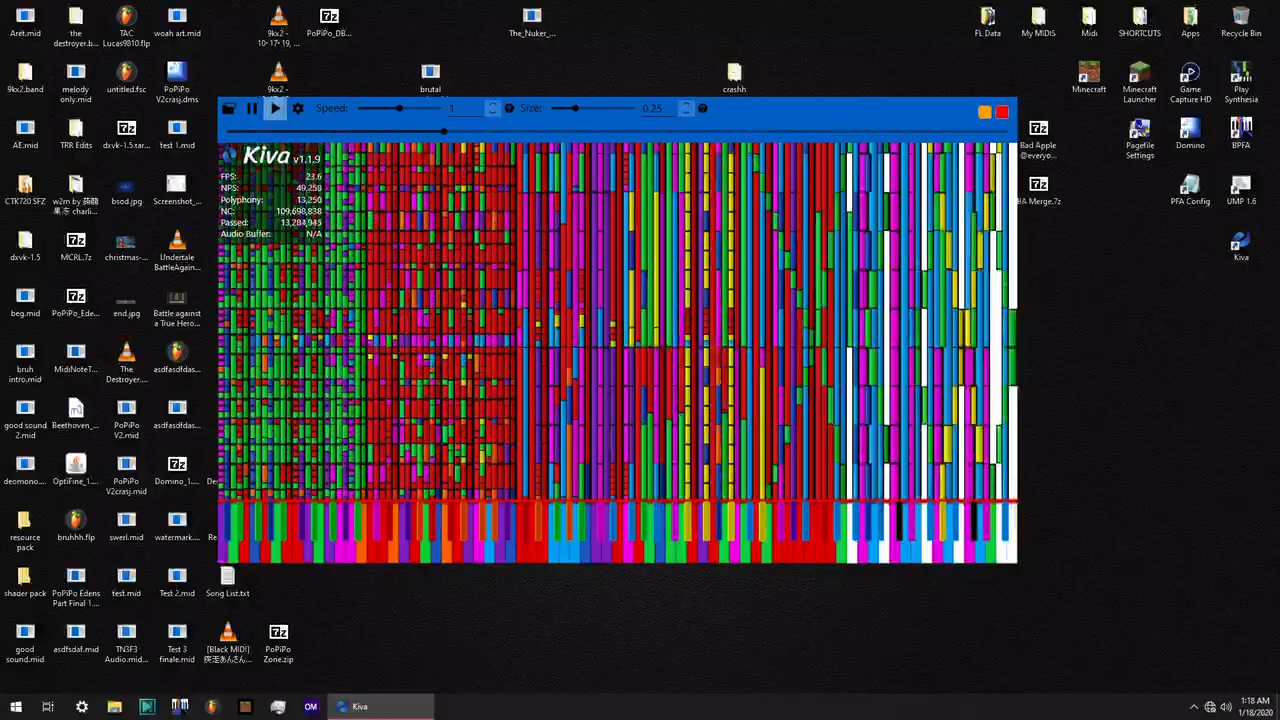 Aret.mid
the
destroyer.b...
TAC
Lucas9810.flp
woah art.mid
9kx2 -
10-17-19, ...
PoPiPo_DB...
The_Nuker_...
FL Data
My MIDIS
Midi
SHORTCUTS
Apps
Recycle Bin
9kx2.band
melody
only.mid
untitled.fsc
PoPiPo
V2crasj.dms
9kx2 -
brutal
crashh
Minecraft
Minecraft
Launcher
Game
Capture HD
Play
Synthesia
Speed:
1
Size:
0.25
AE.mid
TRR Edits
dxvk-1.5.tar...
test 1.mid
Bad Apple
@everyo...
Pagefile
Settings
Domino
BPFA
Kiva v1.1.9
FPS: 23.6
NPS: 49,250
Polyphony: 13,250
NC: 109,698,838
Passed: 13,284,945
Audio Buffer: N/A
CTK720 SFZ
w2m by 蒟蒻
果冻 charli...
bsod.jpg
Screenshot_...
BA Merge.7z
PFA Config
UMP 1.6
dxvk-1.5
MCRL.7z
christmas-...
Undertale
BattleAgain...
Kiva
beg.mid
PoPiPo_Ede...
end.jpg
Battle against
a True Hero...
bruh
intro.mid
MidiNoteT...
The
Destroyer....
asdfasdfdas...
good sound
2.mid
Beethoven_...
PoPiPo
V2.mid
asdfasdfdas...
deomono....
OptiFine_1....
PoPiPo
V2crasj.mid
Domino_1....
De
resource
pack
bruhhh.flp
swerl.mid
watermark....
Re
shader pack
PoPiPo Edens
Part Final 1....
test.mid
Test 2.mid
Song List.txt
good
sound.mid
asdfsdaf.mid
TN3F3
Audio.mid...
Test 3
finale.mid
[Black MIDI]
疾走あんさん...
PoPiPo
Zone.zip
OM
Kiva
1:18 AM
1/18/2020